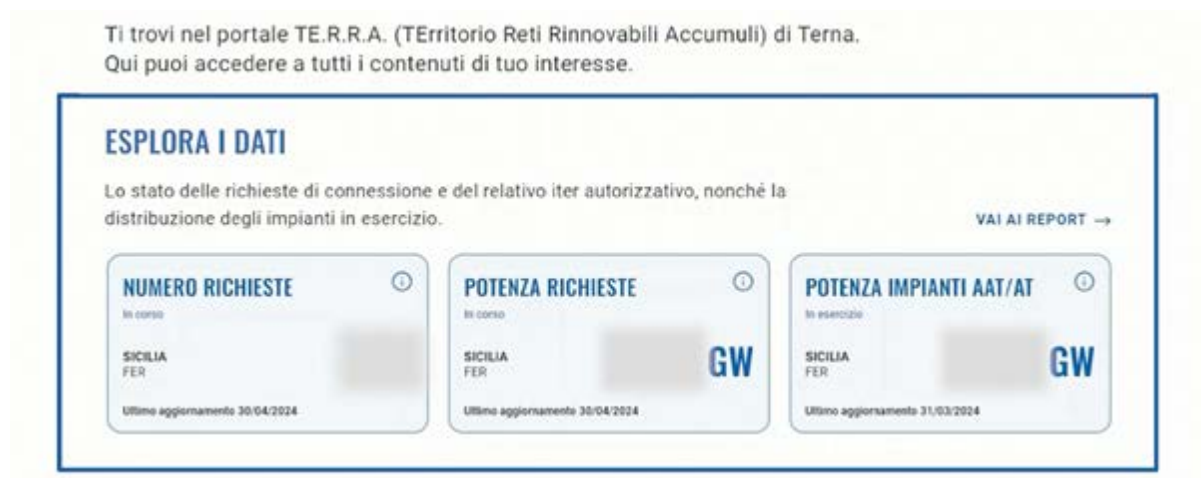 Ti trovi nel portale TE.R.R.A. (TErritorio Reti Rinnovabili Accumuli) di Terna.
Qui puoi accedere a tutti i contenuti di tuo interesse.
ESPLORA I DATI
Lo stato delle richieste di connessione e del relativo iter autorizzativo, nonché la
distribuzione degli impianti in esercizio.
VAI AI REPORT →
NUMERO RICHIESTE
In corso
SICILIA
FER
Ultimo aggiornamento 30/04/2024
POTENZA RICHIESTE
In corso
SICILIA
FER
GW
Ultimo aggiornamento 30/04/2024
POTENZA IMPIANTI AAT/AT
In esercizio
SICILIA
FER
GW
Ultimo aggiornamento 31/03/2024